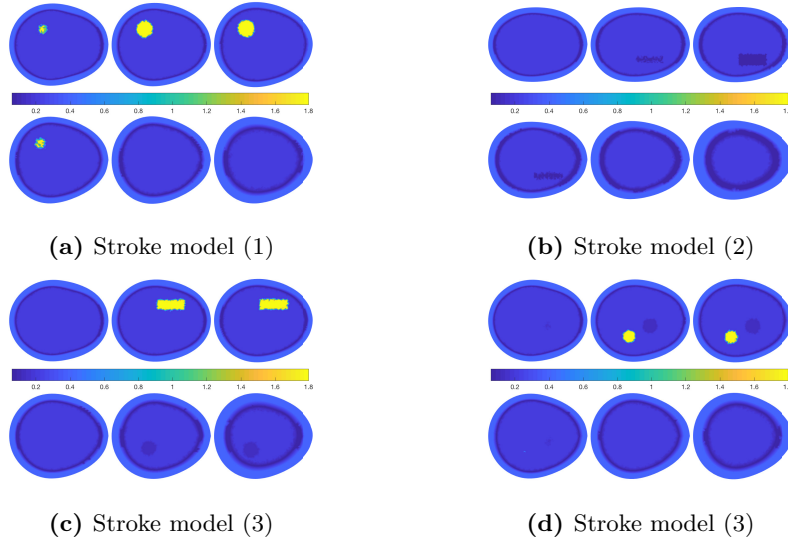 0.2 0.4 0.6 0.8 1 1.2 1.4 1.6 1.8
0.2 0.4 0.6 0.8 1 1.2 1.4 1.6 1.
(a) Stroke model (1)
(b) Stroke model (2)
0.2 0.4 0.6 0.8 1 1.2 1.4 1.6 1.8
0.2 0.4 0.6 0.8 1 1.2 1.4 1.6 1.
(c) Stroke model (3)
(d) Stroke model (3)